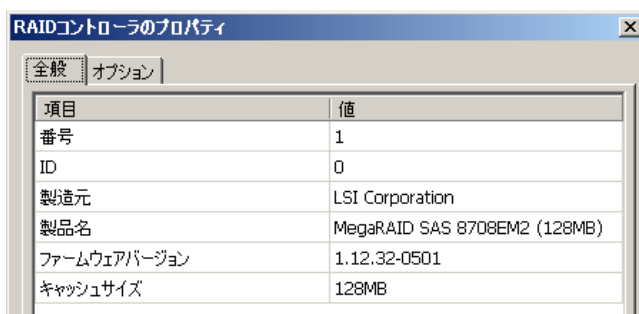 RAIDコントローラのプロパティ
全般 オプション
項目 値
番号 1
ID 0
製造元 LSI Corporation
製品名 MegaRAID SAS 8708EM2 (128MB)
ファームウェアバージョン 1.12.32-0501
キャッシュサイズ 128MB